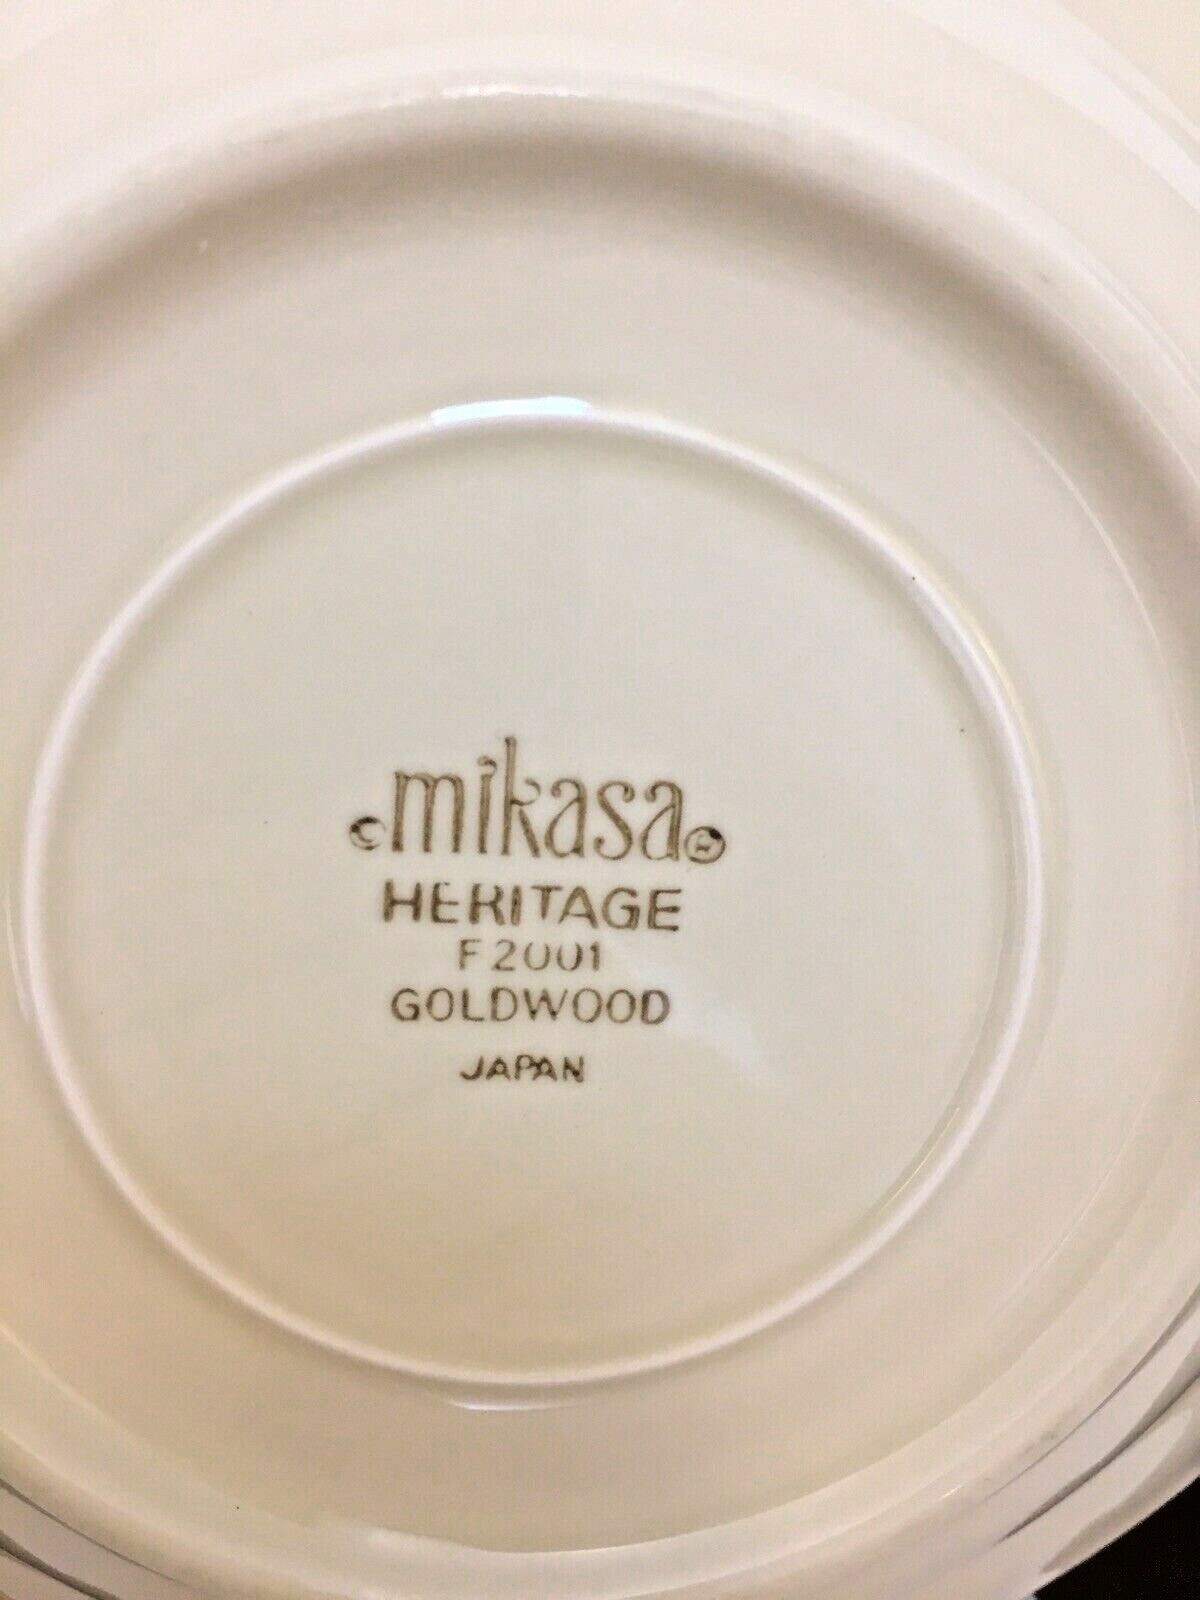 ©mikasa®
HERITAGE
F2001
GOLDWOOD
JAPAN